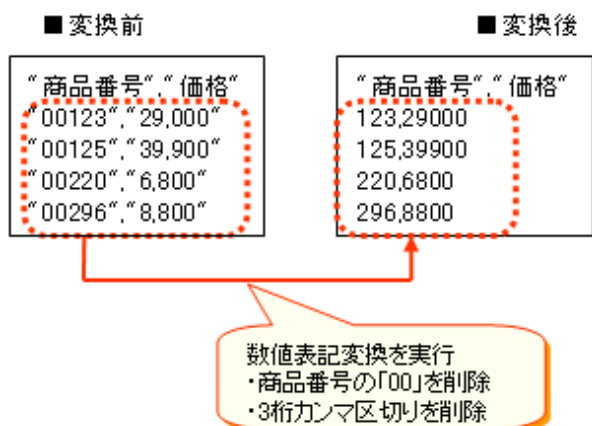 ■変換前
"商品番号","価格"
"00123","29,000"
"00125","39,900"
"00220","6,800"
"00296","8,800"
■変換後
"商品番号","価格"
123,29000
125,39900
220,6800
296,8800
数値表記変換を実行
・商品番号の「00」を削除
・3桁カンマ区切りを削除